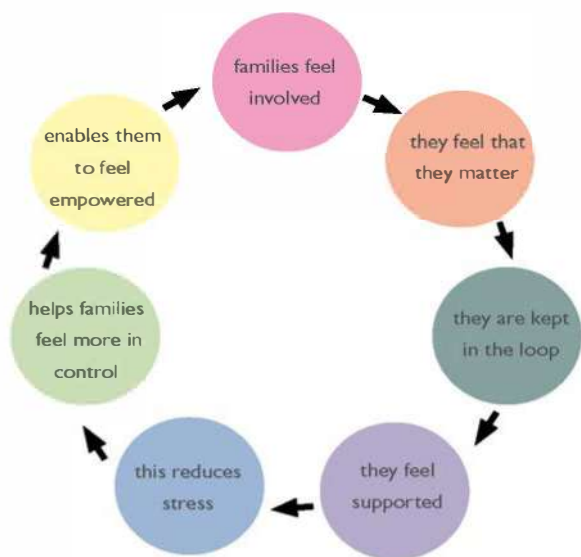 families feel
involved
they feel that
they matter
they are kept
in the loop
they feel
supported
this reduces
stress
helps families
feel more in
control
enables them
to feel
empowered